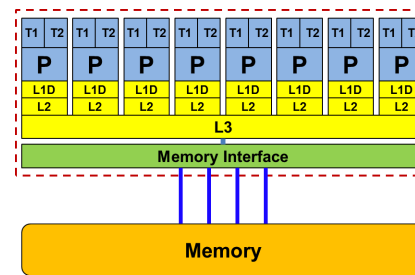 T1 T2 T1 T2 T1 T2 T1 T2 T1 T2 T1 T2 T1 T2 T1 T2
P P P P P P P P
L1D L1D L1D L1D L1D L1D L1D L1D
L2 L2 L2 L2 L2 L2 L2 L2
L3
Memory Interface
Memory